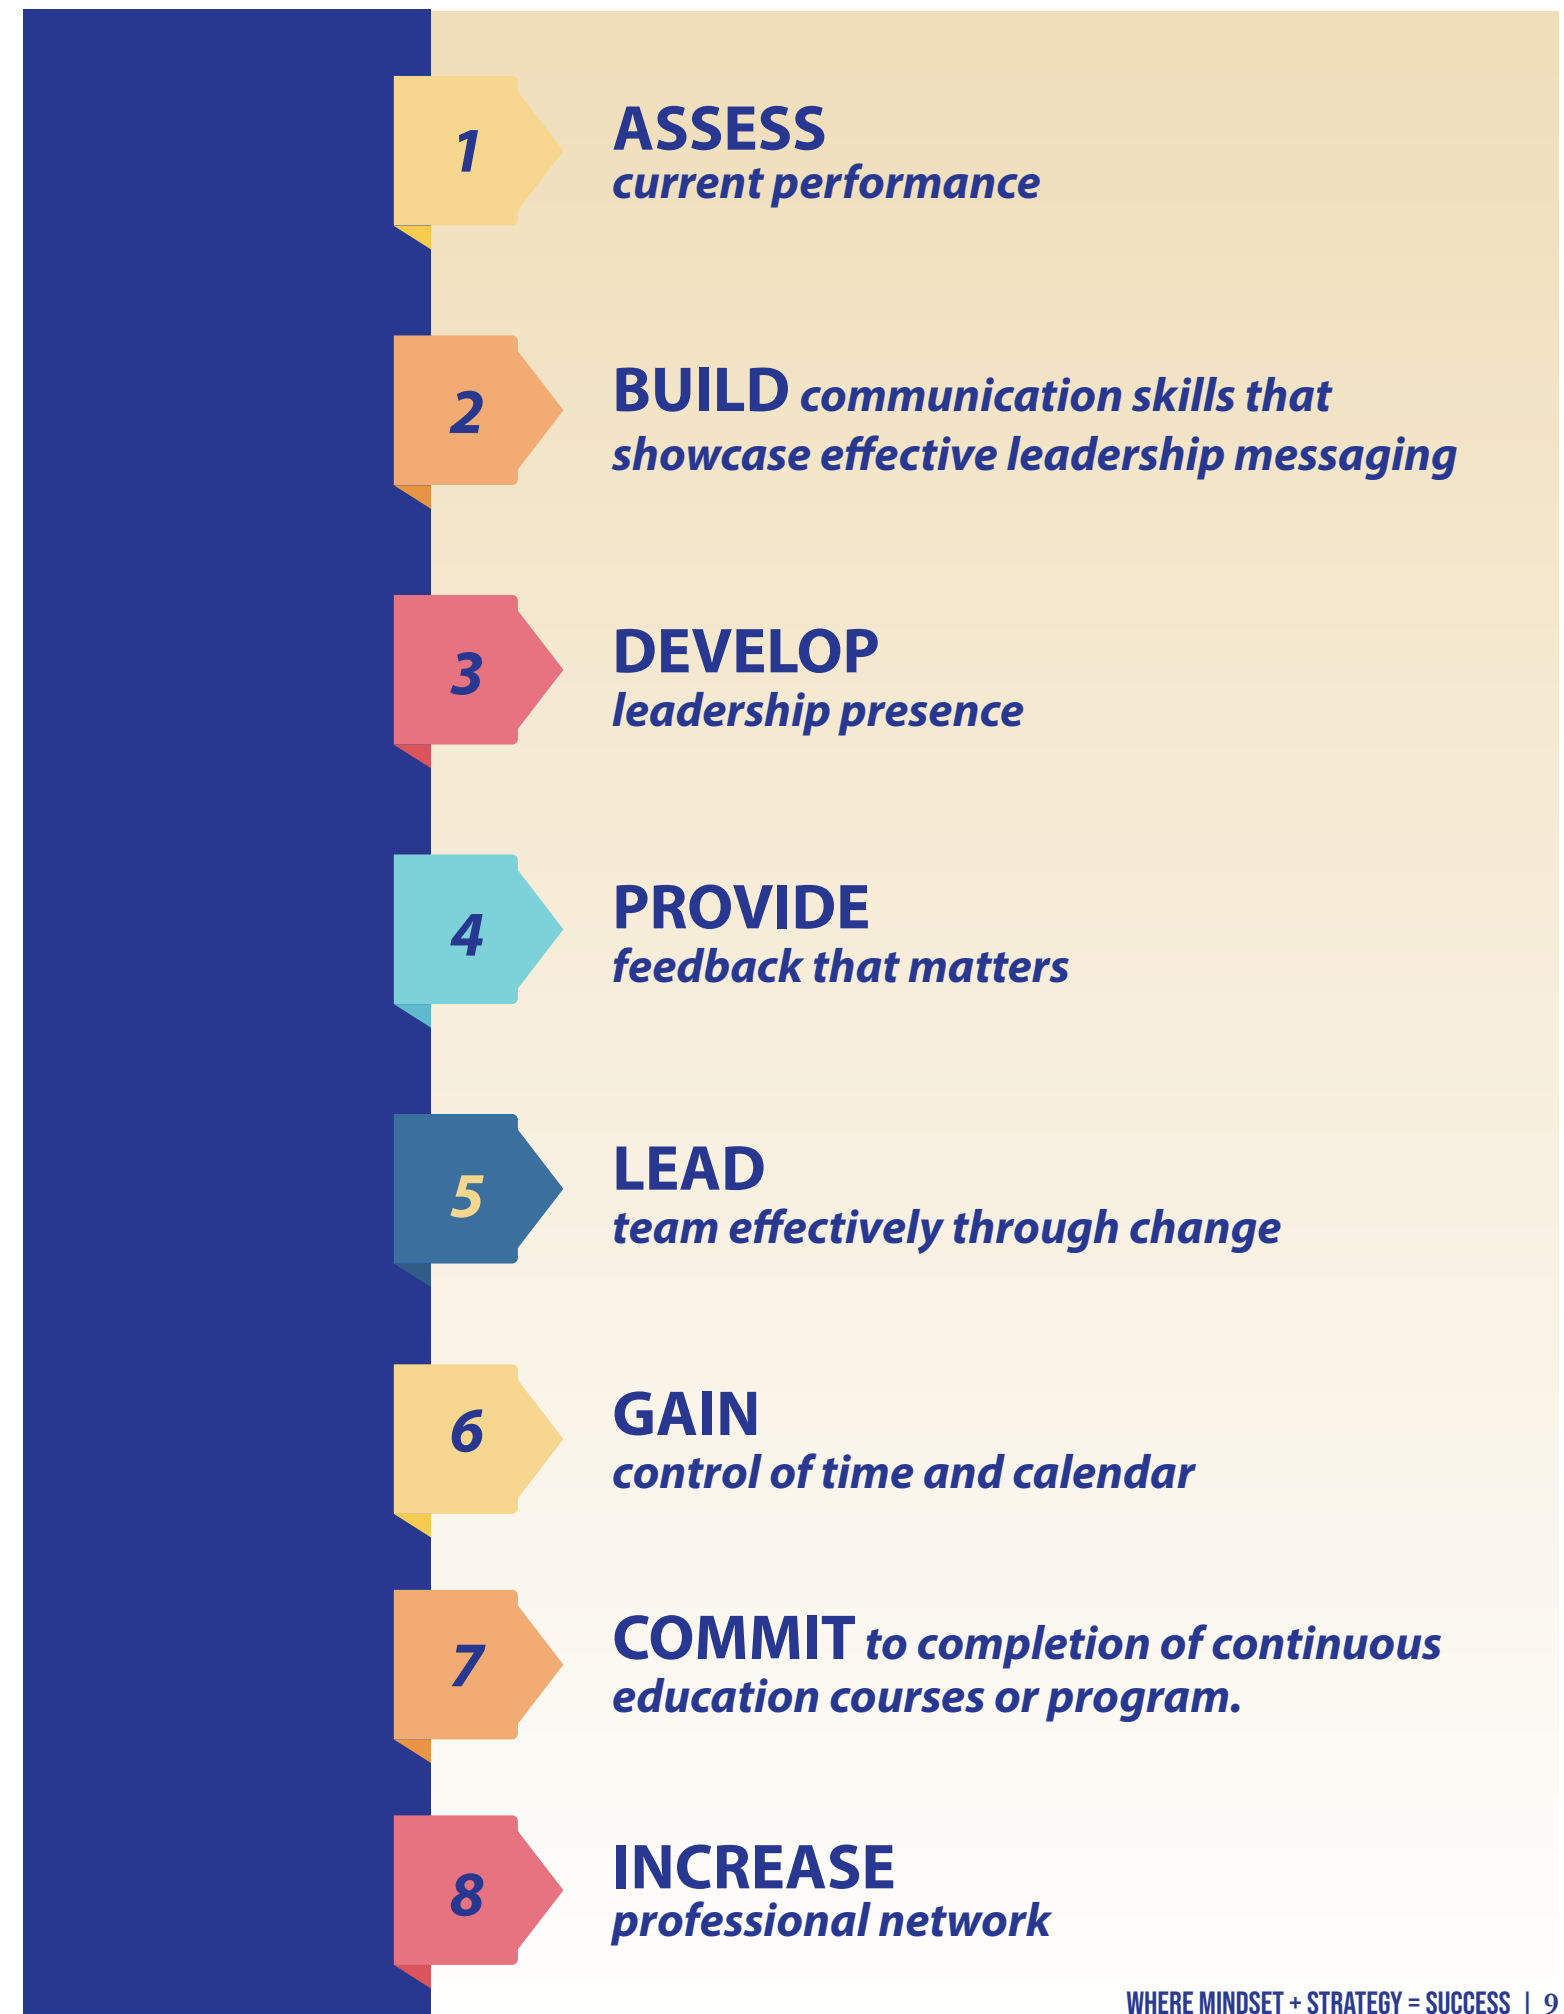 1
ASSESS
current performance
2
BUILD communication skills that
showcase effective leadership messaging
3
DEVELOP
leadership presence
4
PROVIDE
feedback that matters
5
LEAD
team effectively through change
6
GAIN
control of time and calendar
7
COMMIT to completion of continuous
education courses or program.
8
INCREASE
professional network
WHERE MINDSET + STRATEGY = SUCCESS | 9